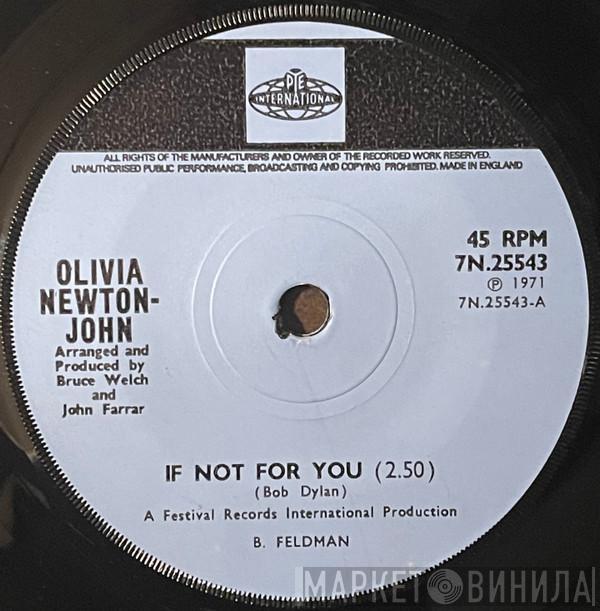 PYE
INTERNATIONAL
ALL RIGHTS OF THE MANUFACTURERS AND OWNER OF THE RECORDED WORK RESERVED.
UNAUTHORISED PUBLIC PERFORMANCE, BROADCASTING AND COPYING PROHIBITED. MADE IN ENGLAND
OLIVIA
NEWTON-
JOHN
Arranged and
Produced by
Bruce Welch
and
John Farrar
45 RPM
7N.25543
Ⓟ 1971
7N.25543-A
IF NOT FOR YOU (2.50)
(Bob Dylan)
A Festival Records International Production
B. FELDMAN
МАРКЕТ ВИНИЛА